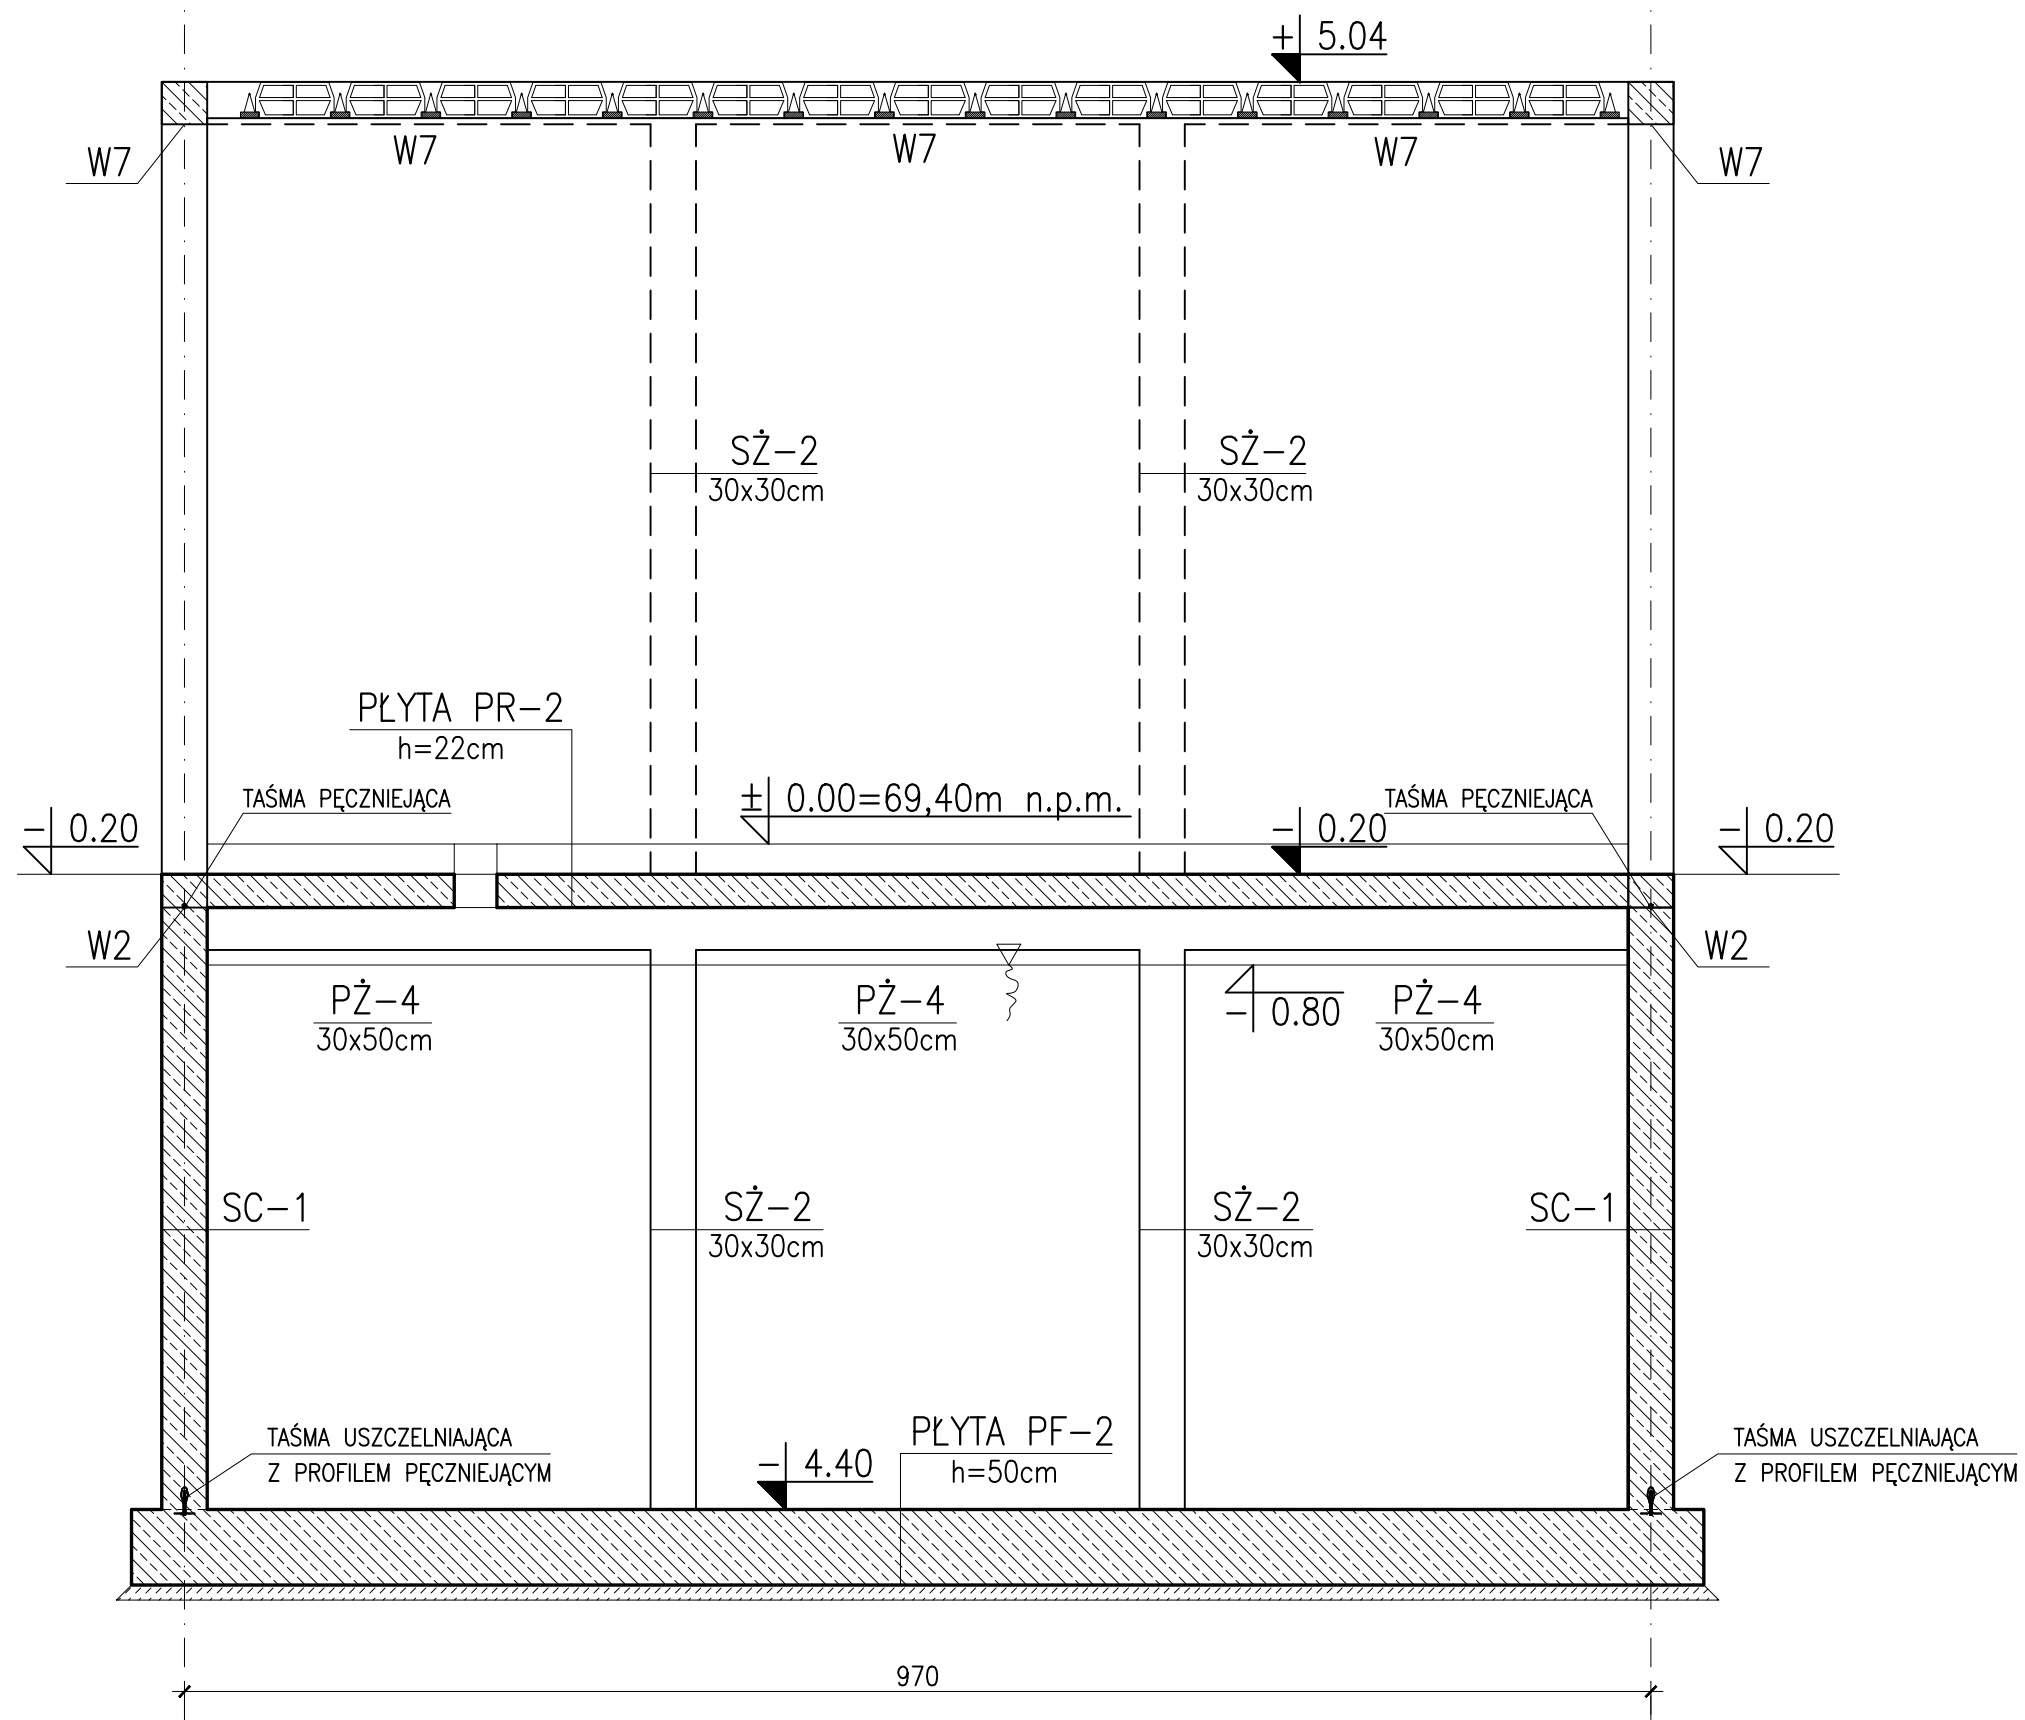 + 5.04
W7
W7
W7
W7
W7
SŻ-2
30x30cm
SŻ-2
30x30cm
PŁYTA PR-2
h=22cm
TAŚMA PĘCZNIEJĄCA
± 0.00=69,40m n.p.m.
TAŚMA PĘCZNIEJĄCA
- 0.20
- 0.20
- 0.20
W2
W2
PŻ-4
30x50cm
PŻ-4
30x50cm
- 0.80
PŻ-4
30x50cm
SC-1
SŻ-2
30x30cm
SŻ-2
30x30cm
SC-1
TAŚMA USZCZELNIAJĄCA
Z PROFILEM PĘCZNIEJĄCYM
- 4.40
PŁYTA PF-2
h=50cm
TAŚMA USZCZELNIAJĄCA
Z PROFILEM PĘCZNIEJĄCYM
970